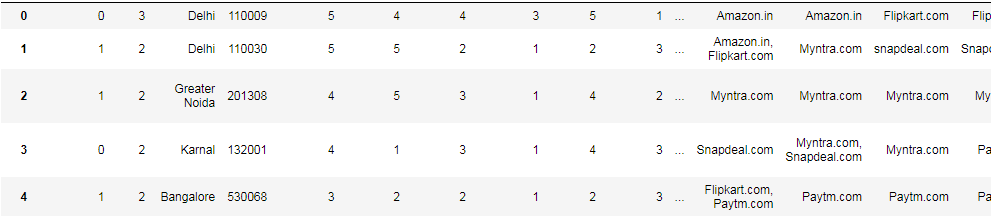 0 0 3 Delhi 110009 5 4 4 3 5 1 ... Amazon.in Amazon.in Flipkart.com Flip
1 1 2 Delhi 110030 5 5 2 1 2 3 ... Amazon.in, Flipkart.com Myntra.com snapdeal.com Snapd
2 1 2 Greater Noida 201308 4 5 3 1 4 2 ... Myntra.com Myntra.com Myntra.com My
3 0 2 Karnal 132001 4 1 3 1 4 3 ... Snapdeal.com Myntra.com, Snapdeal.com Myntra.com Pa
4 1 2 Bangalore 530068 3 2 2 1 2 3 ... Flipkart.com, Paytm.com Paytm.com Paytm.com Pa